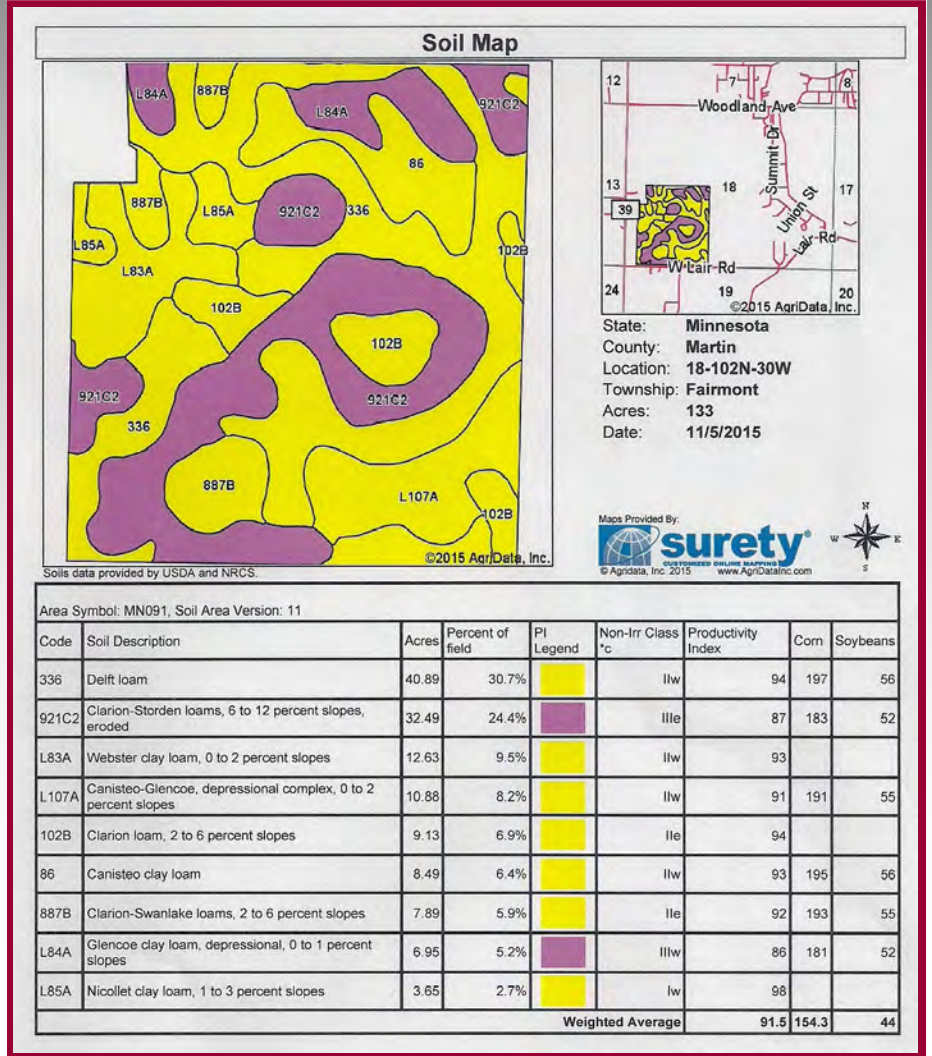 Soil Map
L84A
887B
L84A
921C2
86
887B
L85A
921C2
336
L85A
102B
L83A
102B
102B
921C2
921C2
336
887B
L107A
102B
©2015 AgriData, Inc.
Soils data provided by USDA and NRCS.
12
7
8
Woodland Ave
Summit Dr
13
18
17
39
Union St
Lair Rd
W Lair Rd
24
19
20
©2015 AgriData, Inc.
State: Minnesota
County: Martin
Location: 18-102N-30W
Township: Fairmont
Acres: 133
Date: 11/5/2015
Maps Provided By:
surety®
CUSTOMIZED ONLINE MAPPING
© Agridata, Inc. 2015 www.AgriDataInc.com
N
W E
S
Area Symbol: MN091, Soil Area Version: 11
Code Soil Description Acres Percent of field PI Legend Non-Irr Class *c Productivity Index Corn Soybeans
336 Delft loam 40.89 30.7% IIw 94 197 56
921C2 Clarion-Storden loams, 6 to 12 percent slopes, eroded 32.49 24.4% IIIe 87 183 52
L83A Webster clay loam, 0 to 2 percent slopes 12.63 9.5% IIw 93
L107A Canisteo-Glencoe, depressional complex, 0 to 2 percent slopes 10.88 8.2% IIw 91 191 55
102B Clarion loam, 2 to 6 percent slopes 9.13 6.9% IIe 94
86 Canisteo clay loam 8.49 6.4% IIw 93 195 56
887B Clarion-Swanlake loams, 2 to 6 percent slopes 7.89 5.9% IIe 92 193 55
L84A Glencoe clay loam, depressional, 0 to 1 percent slopes 6.95 5.2% IIIw 86 181 52
L85A Nicollet clay loam, 1 to 3 percent slopes 3.65 2.7% Iw 98
Weighted Average 91.5 154.3 44